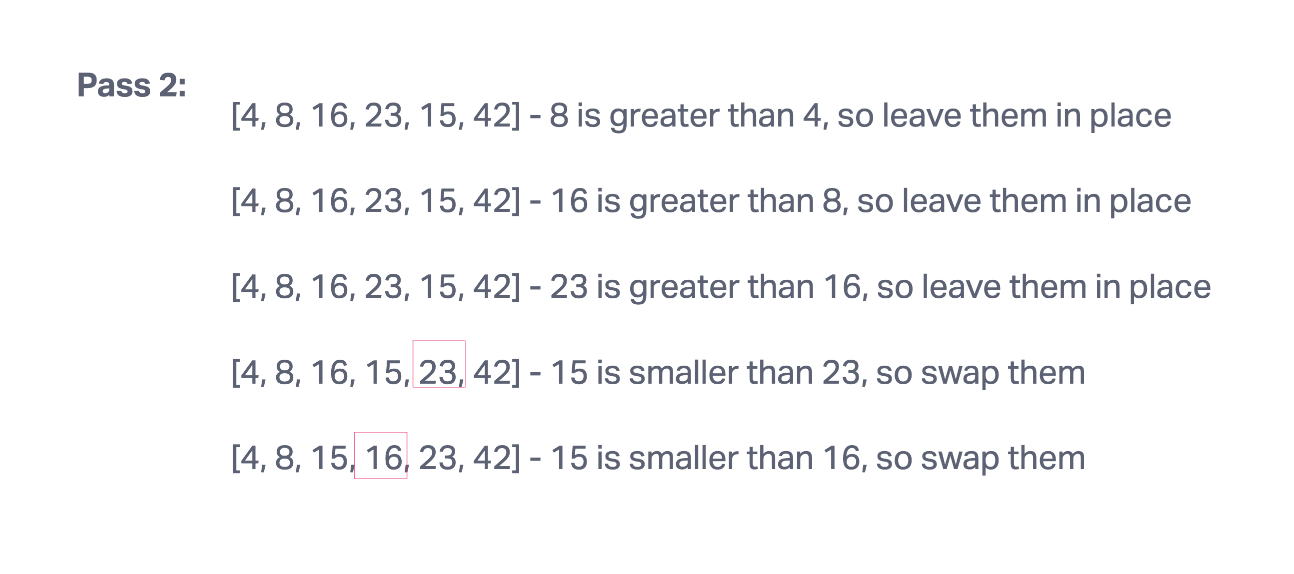 Pass 2:
[4, 8, 16, 23, 15, 42] - 8 is greater than 4, so leave them in place
[4, 8, 16, 23, 15, 42] - 16 is greater than 8, so leave them in place
[4, 8, 16, 23, 15, 42] - 23 is greater than 16, so leave them in place
[4, 8, 16, 15, 23, 42] - 15 is smaller than 23, so swap them
[4, 8, 15, 16, 23, 42] - 15 is smaller than 16, so swap them